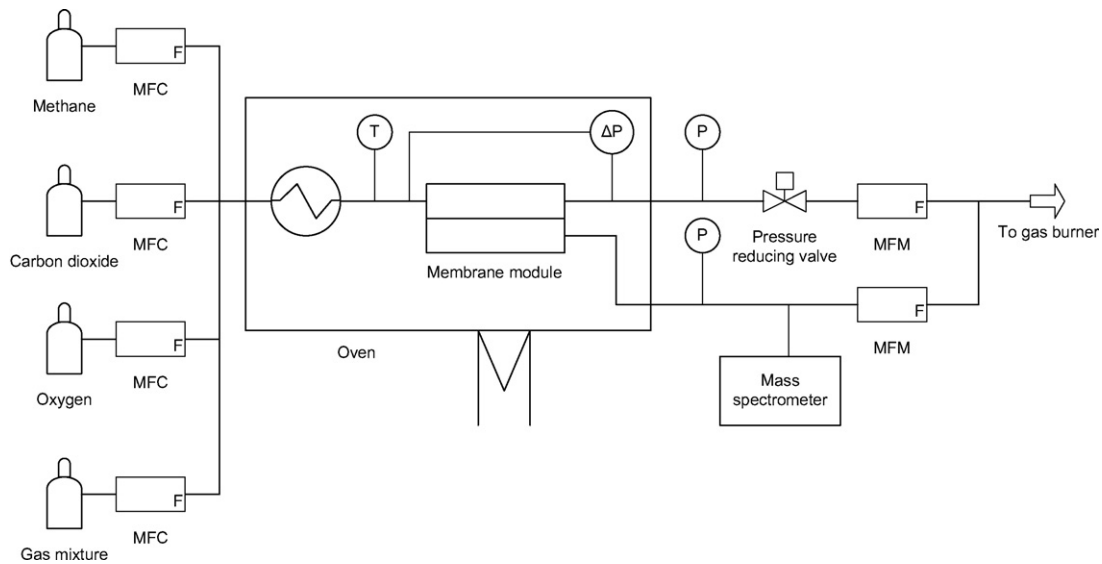 F
MFC
Methane
F
MFC
Carbon dioxide
F
MFC
Oxygen
F
MFC
Gas mixture
T
ΔP
Membrane module
Oven
P
Pressure
reducing valve
F
MFM
To gas burner
P
F
MFM
Mass
spectrometer